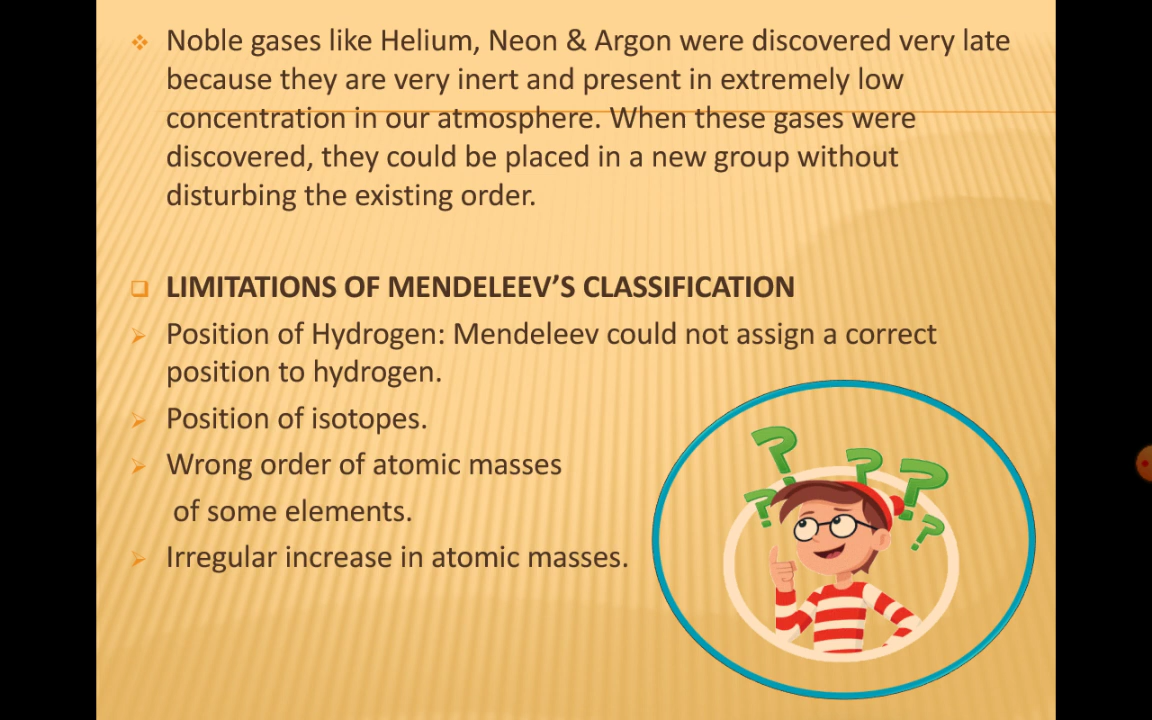 Noble gases like Helium, Neon & Argon were discovered very late
because they are very inert and present in extremely low
concentration in our atmosphere. When these gases were
discovered, they could be placed in a new group without
disturbing the existing order.
LIMITATIONS OF MENDELEEV’S CLASSIFICATION
Position of Hydrogen: Mendeleev could not assign a correct
position to hydrogen.
Position of isotopes.
Wrong order of atomic masses
of some elements.
Irregular increase in atomic masses.